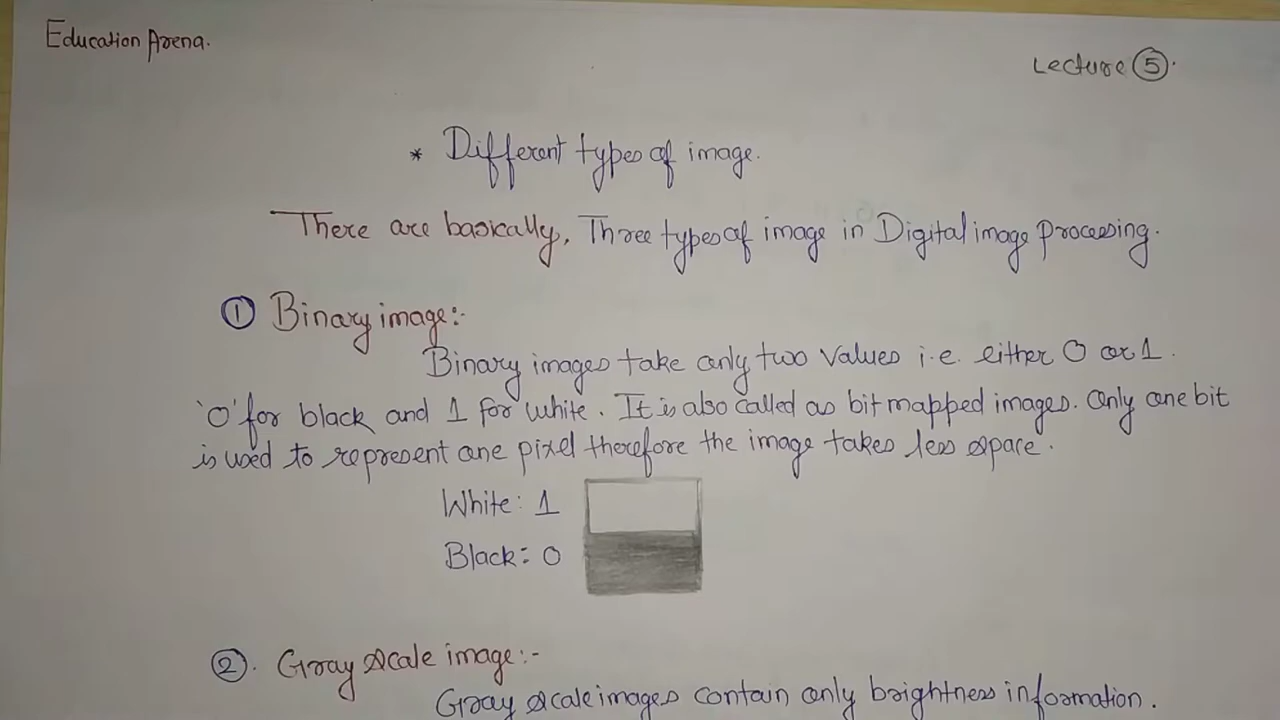 Education Arena.
Lecture 5.
* Different types of image.
There are basically, Three types of image in Digital image processing.
1 Binary image:-
Binary images take only two values i.e. either 0 or 1.
'0' for black and 1 for white. It is also called as bit mapped images. Only one bit
is used to represent one pixel therefore the image takes less space.
White: 1
Black: 0
2. Gray scale image:-
Gray scale images contain only brightness information.